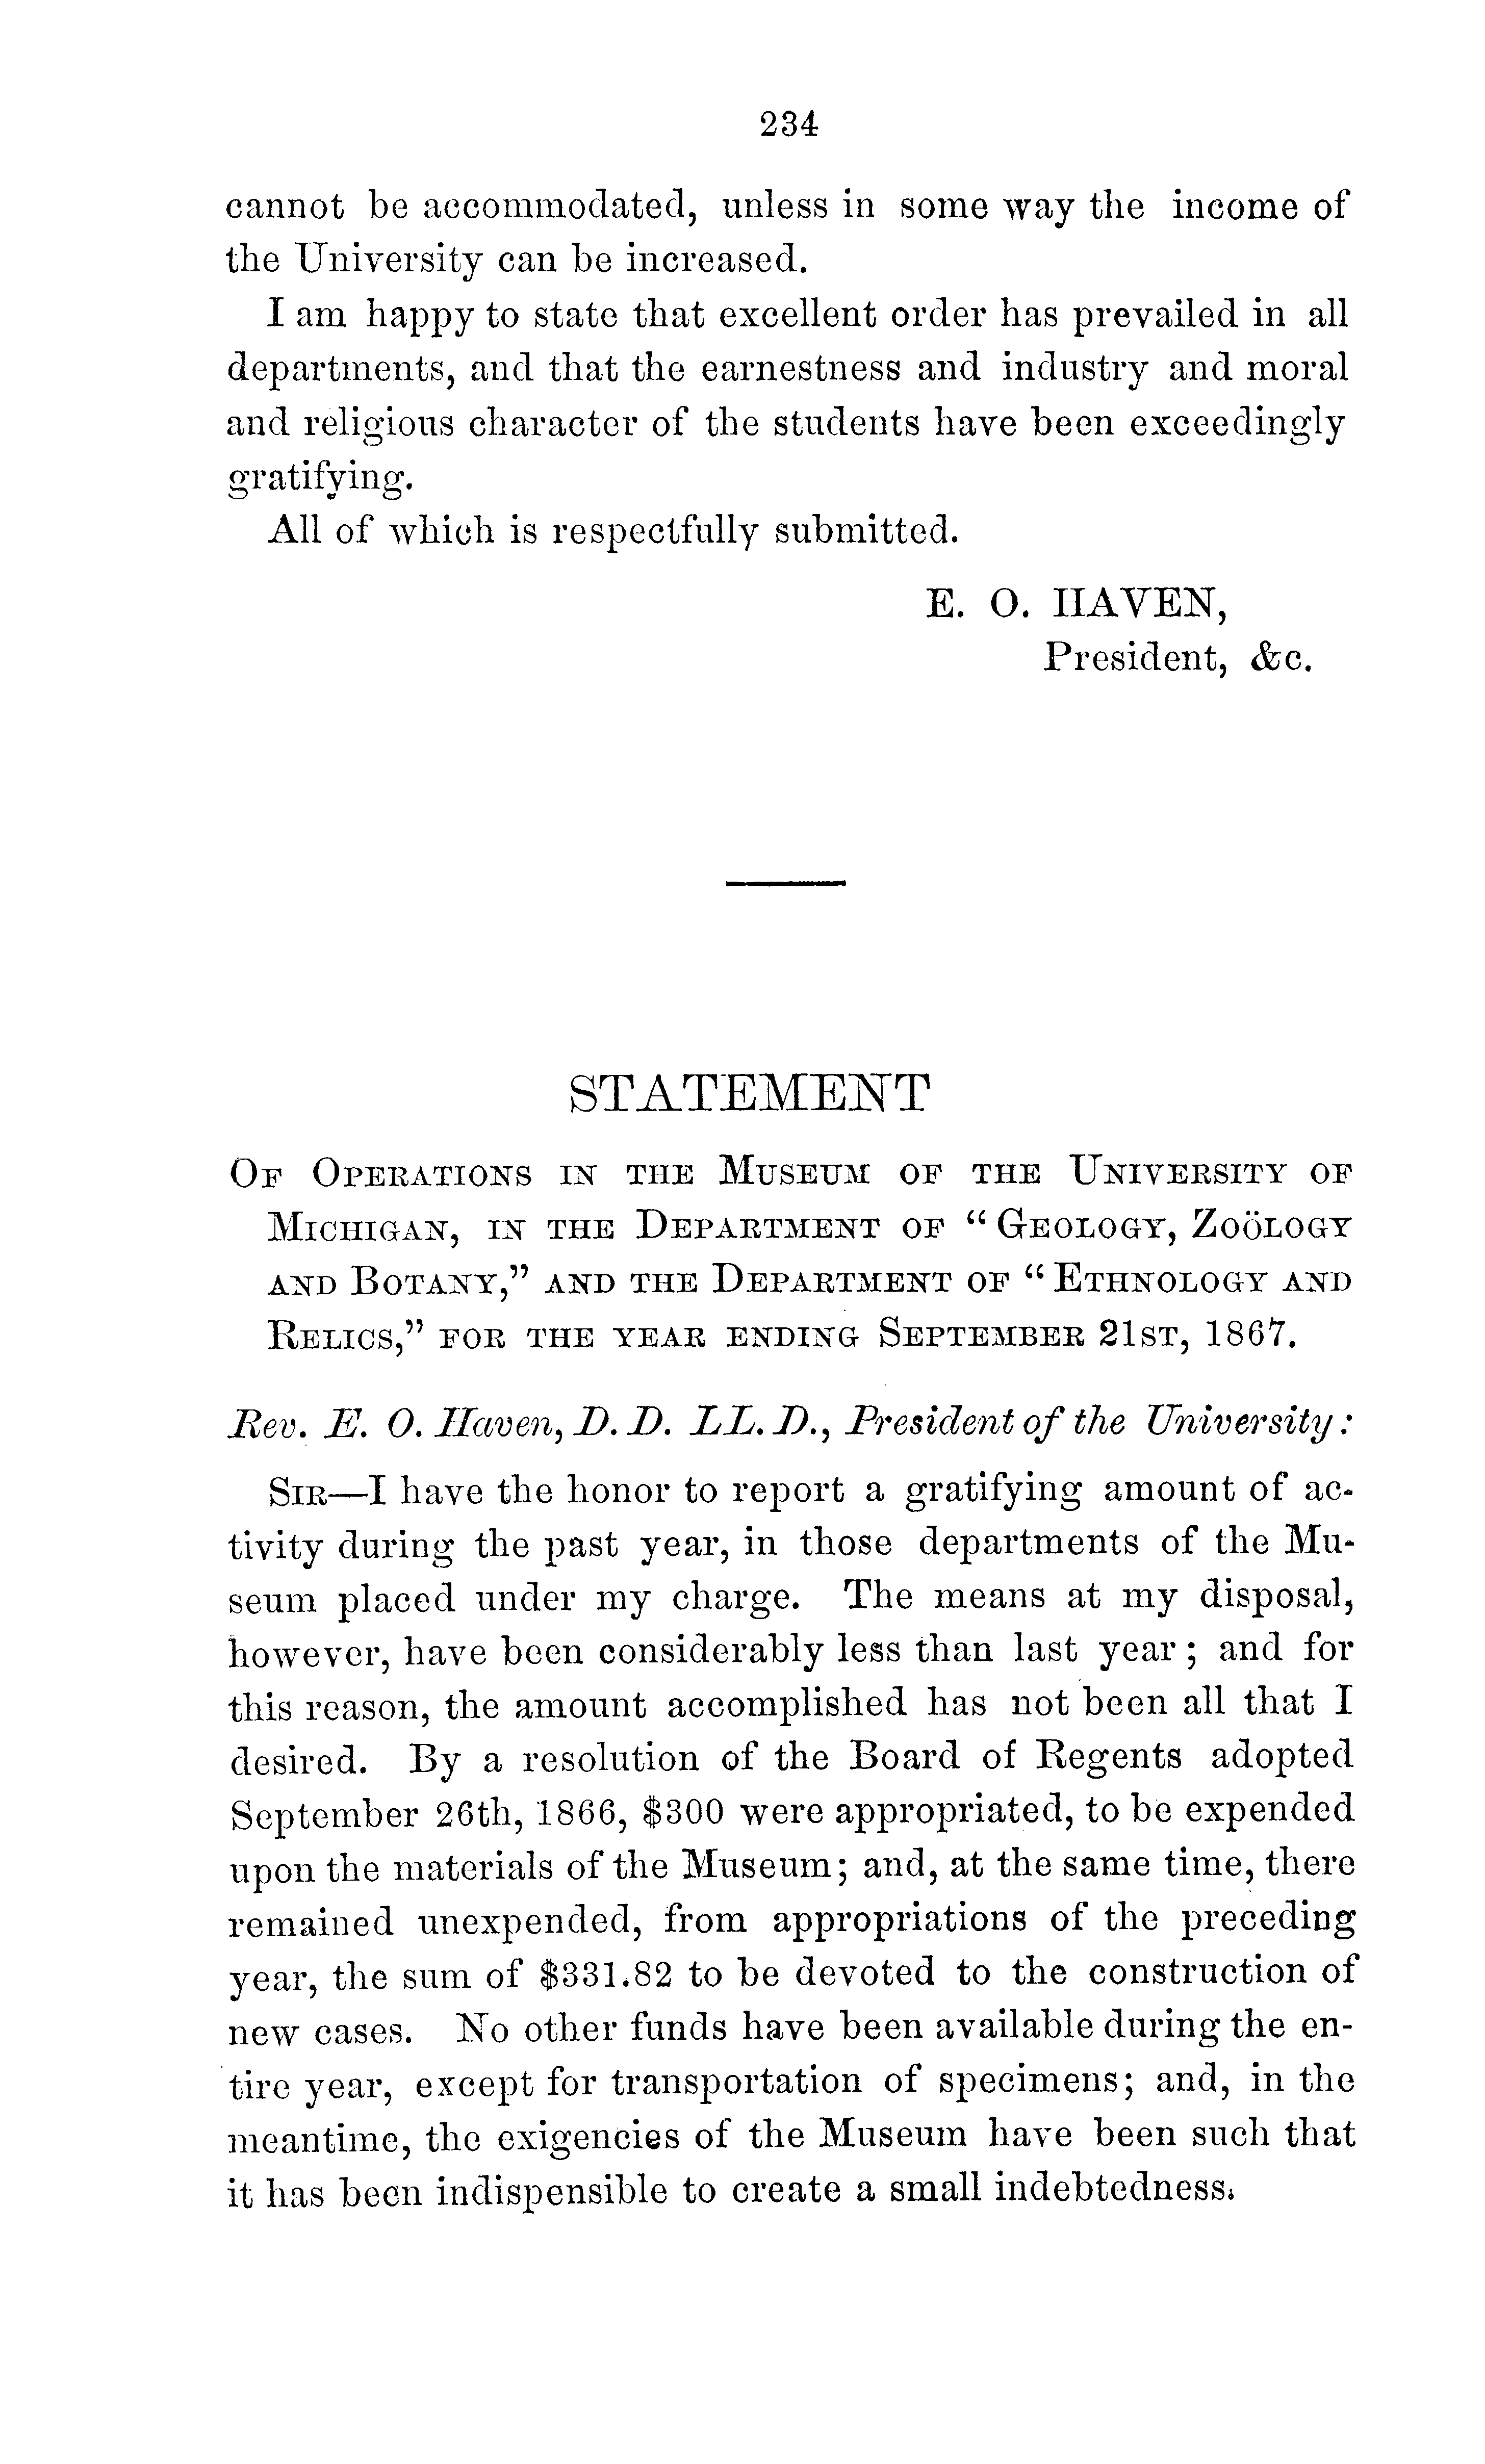 234
cannot be accommodated, unless in some way the income of
the University can be increased.
I am happy to state that excellent order has prevailed in all
departments, and that the earnestness and industry and moral
and religious character of the students have been exceedingly
gratifying.
All of which is respectfully submitted.
E. O. HAVEN,
President, &c.
STATEMENT
OF OPERATIONS IN THE MUSEUM OF THE UNIVERSITY OF
MICHIGAN, IN THE DEPARTMENT OF "GEOLOGY, ZOÖLOGY
AND BOTANY," AND THE DEPARTMENT OF "ETHNOLOGY AND
RELICS," FOR THE YEAR ENDING SEPTEMBER 21ST, 1867.
Rev. E. O. Haven, D. D. LL. D., President of the University:
SIR—I have the honor to report a gratifying amount of ac-
tivity during the past year, in those departments of the Mu-
seum placed under my charge. The means at my disposal,
however, have been considerably less than last year; and for
this reason, the amount accomplished has not been all that I
desired. By a resolution of the Board of Regents adopted
September 26th, 1866, $300 were appropriated, to be expended
upon the materials of the Museum; and, at the same time, there
remained unexpended, from appropriations of the preceding
year, the sum of $331.82 to be devoted to the construction of
new cases. No other funds have been available during the en-
tire year, except for transportation of specimens; and, in the
meantime, the exigencies of the Museum have been such that
it has been indispensible to create a small indebtedness.